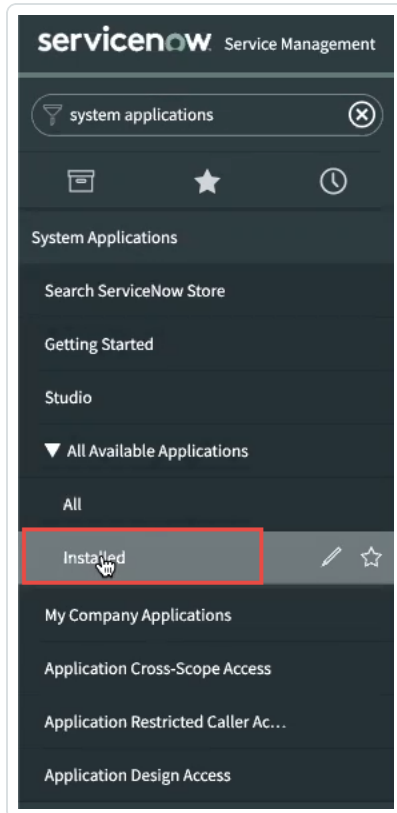 servicenow Service Management
system applications
System Applications
Search ServiceNow Store
Getting Started
Studio
All Available Applications
All
Installed
My Company Applications
Application Cross-Scope Access
Application Restricted Caller Ac...
Application Design Access